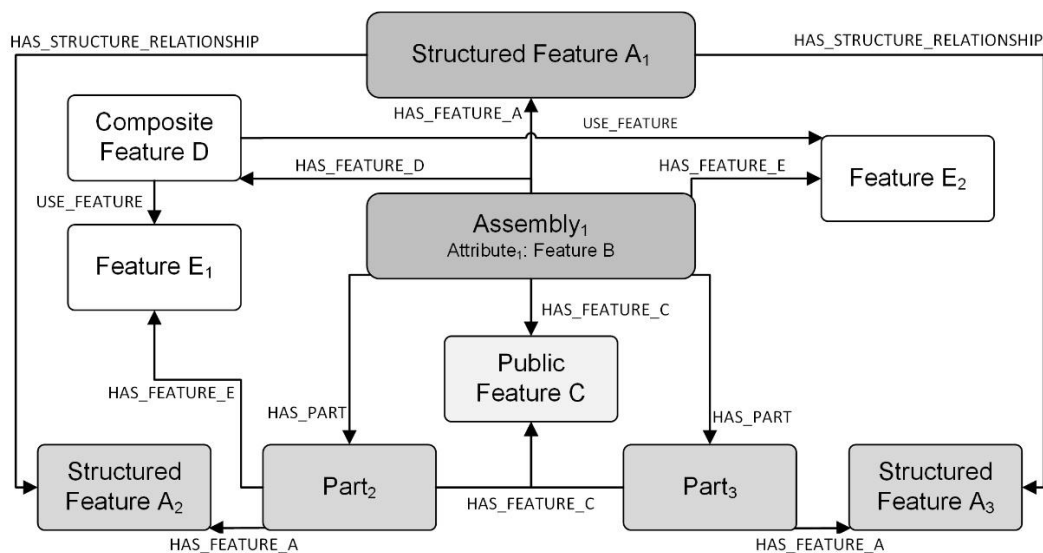 HAS_STRUCTURE_RELATIONSHIP
Structured Feature A₁
HAS_STRUCTURE_RELATIONSHIP
HAS_FEATURE_A
Composite
Feature D
USE_FEATURE
HAS_FEATURE_D
HAS_FEATURE_E
Feature E₂
USE_FEATURE
Assembly₁
Attribute₁: Feature B
Feature E₁
HAS_FEATURE_C
Public
Feature C
HAS_FEATURE_E
HAS_PART
HAS_PART
Structured
Feature A₂
Part₂
HAS_FEATURE_C
Part₃
Structured
Feature A₃
HAS_FEATURE_A
HAS_FEATURE_A